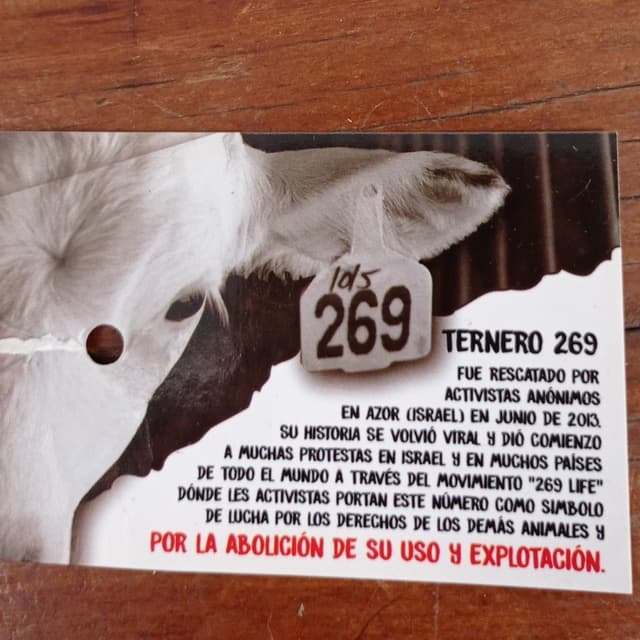 lds
269
TERNERO 269
FUE RESCATADO POR
ACTIVISTAS ANÓNIMOS
EN AZOR (ISRAEL) EN JUNIO DE 2013.
SU HISTORIA SE VOLVIÓ VIRAL Y DIÓ COMIENZO
A MUCHAS PROTESTAS EN ISRAEL Y EN MUCHOS PAÍSES
DE TODO EL MUNDO A TRAVÉS DEL MOVIMIENTO "269 LIFE"
DÓNDE LES ACTIVISTAS PORTAN ESTE NÚMERO COMO SIMBOLO
DE LUCHA POR LOS DERECHOS DE LOS DEMÁS ANIMALES Y
POR LA ABOLICIÓN DE SU USO Y EXPLOTACIÓN.